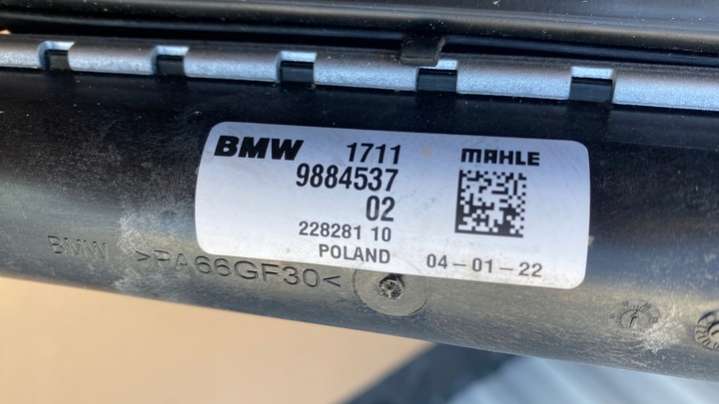 BMW 1711 MAHLE
9884537
02
228281 10
POLAND 04-01-22
BMW >PA66GF30<